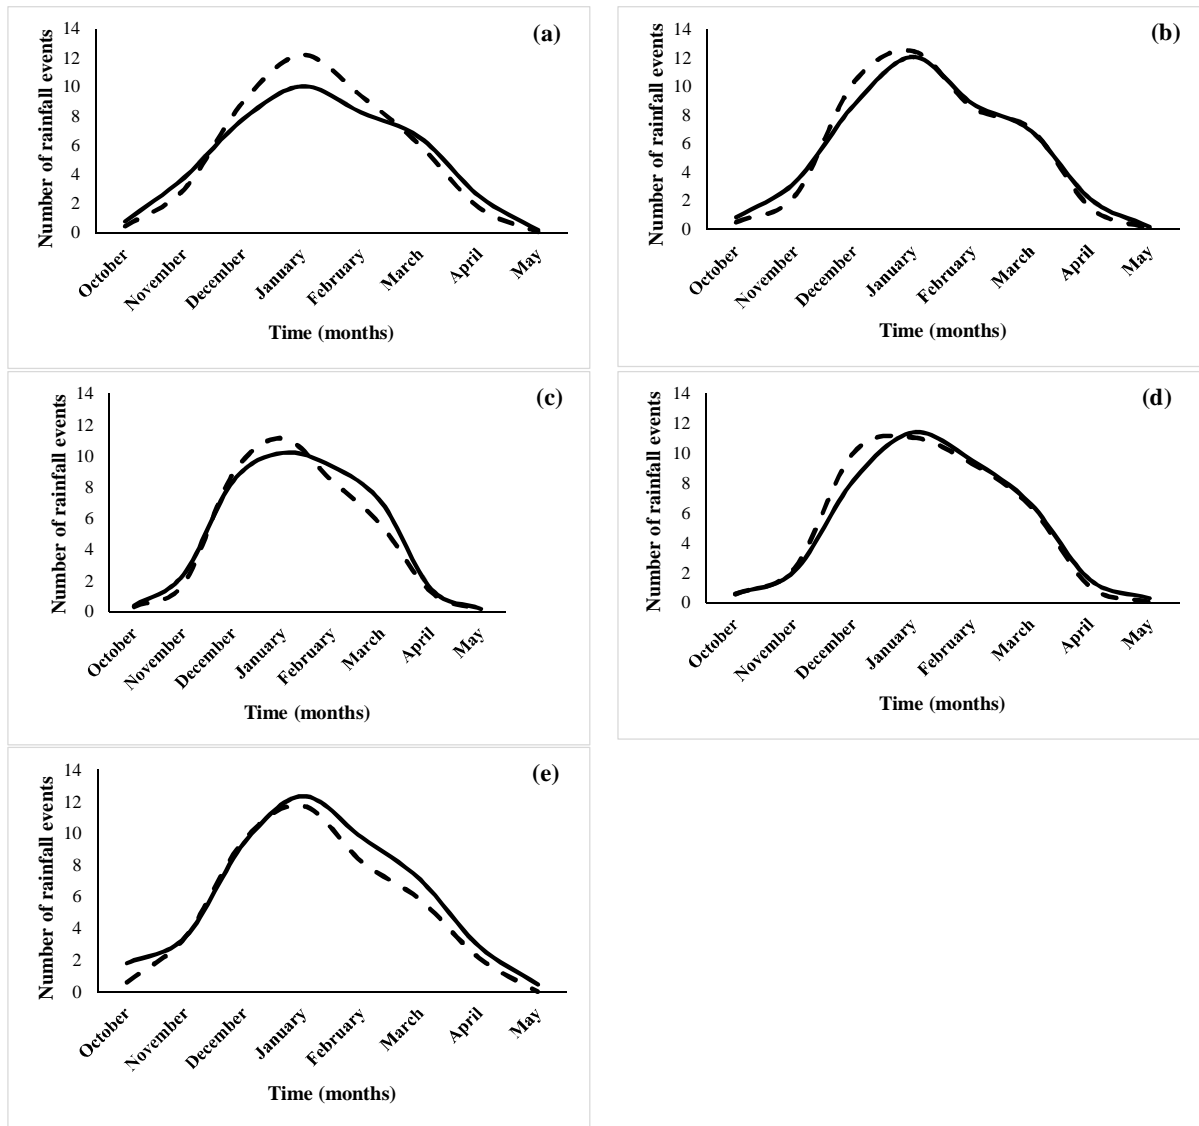 (a)
Number of rainfall events
14
12
10
8
6
4
2
0
October
November
December
January
February
March
April
May
Time (months)
(b)
Number of rainfall events
14
12
10
8
6
4
2
0
October
November
December
January
February
March
April
May
Time (months)
(c)
Number of rainfall events
14
12
10
8
6
4
2
0
October
November
December
January
February
March
April
May
Time (months)
(d)
Number of rainfall events
14
12
10
8
6
4
2
0
October
November
December
January
February
March
April
May
Time (months)
(e)
Number of rainfall events
14
12
10
8
6
4
2
0
October
November
December
January
February
March
April
May
Time (months)